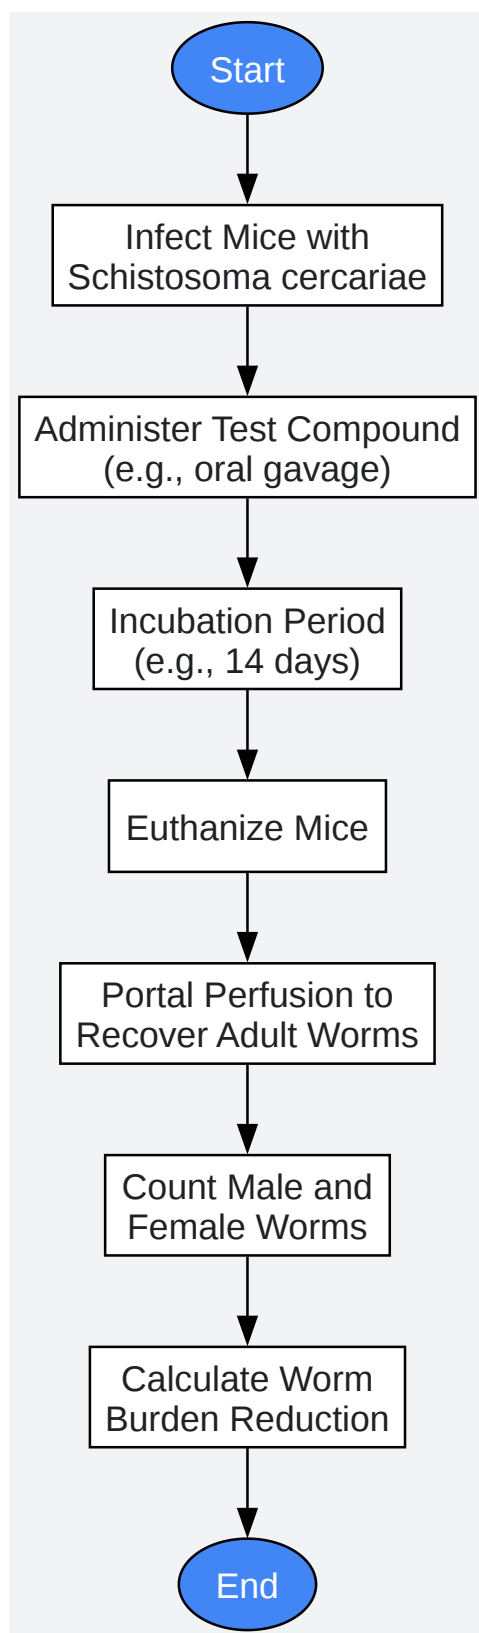 Start
Infect Mice with
Schistosoma cercariae
Administer Test Compound
(e.g., oral gavage)
Incubation Period
(e.g., 14 days)
Euthanize Mice
Portal Perfusion to
Recover Adult Worms
Count Male and
Female Worms
Calculate Worm
Burden Reduction
End